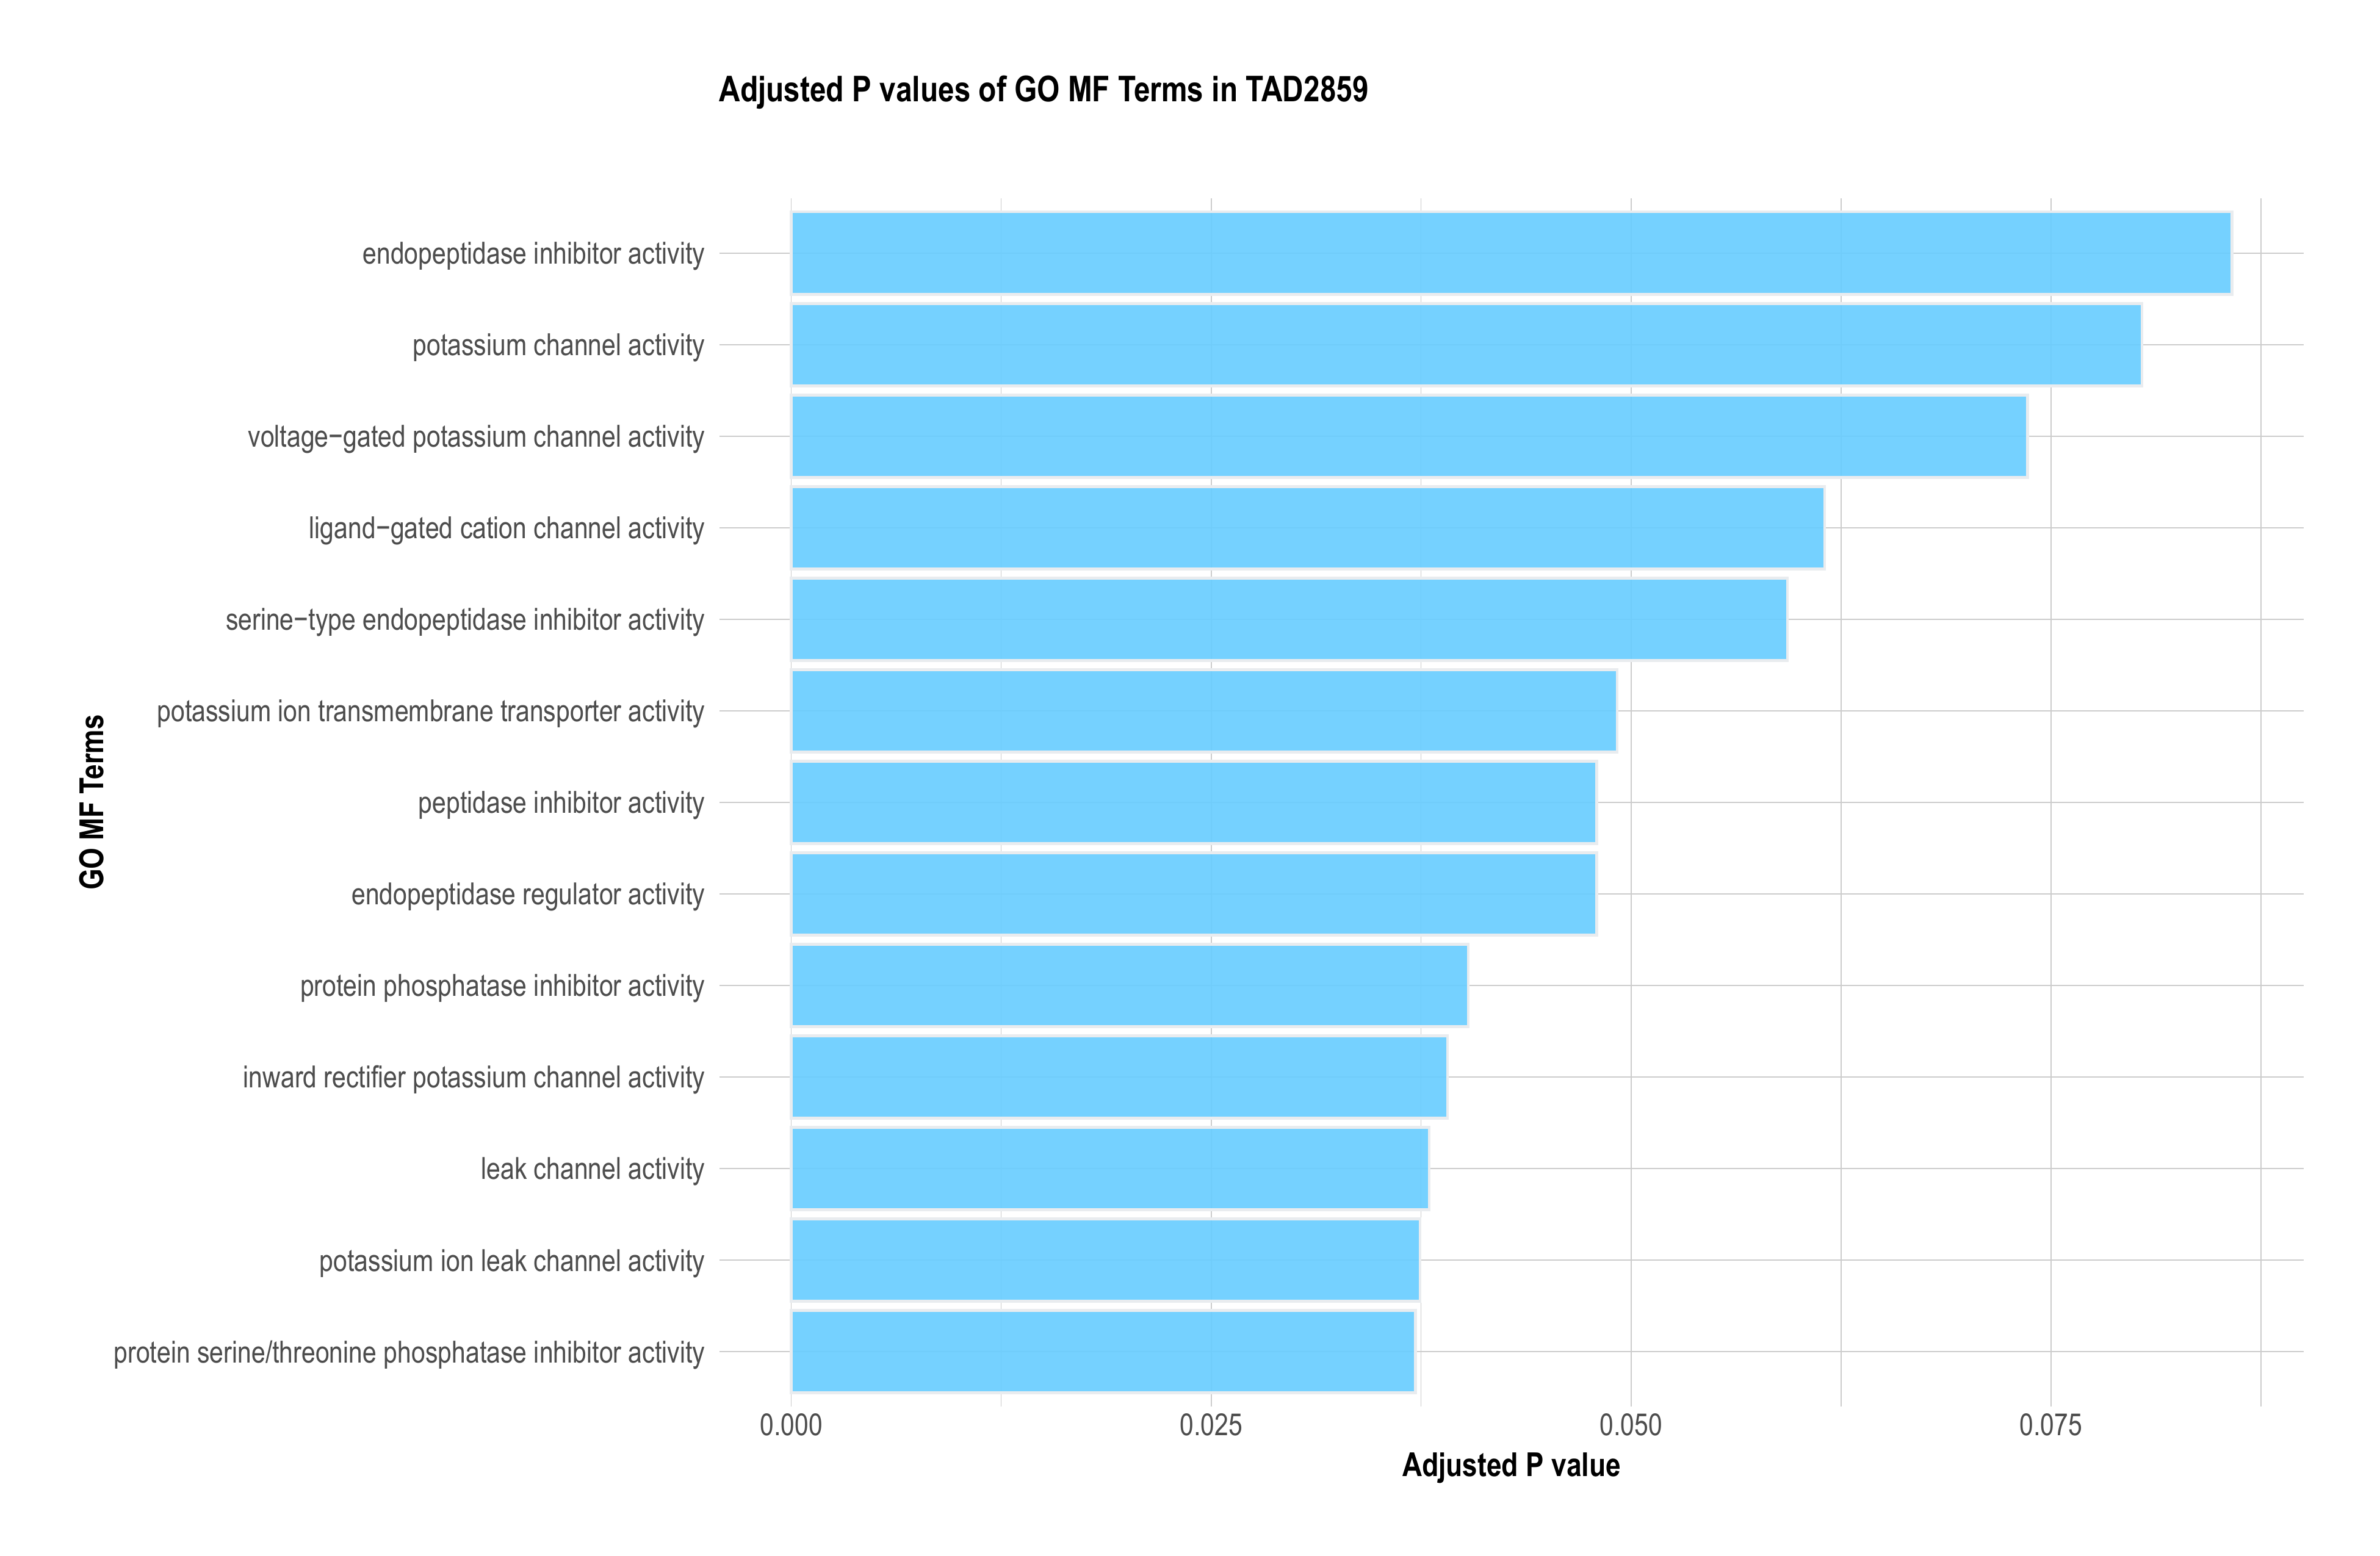 Adjusted P values of GO MF Terms in TAD2859
endopeptidase inhibitor activity
potassium channel activity
voltage−gated potassium channel activity
ligand−gated cation channel activity
serine−type endopeptidase inhibitor activity
potassium ion transmembrane transporter activity
peptidase inhibitor activity
endopeptidase regulator activity
protein phosphatase inhibitor activity
inward rectifier potassium channel activity
leak channel activity
potassium ion leak channel activity
protein serine/threonine phosphatase inhibitor activity
GO MF Terms
0.000 0.025 0.050 0.075
Adjusted P value